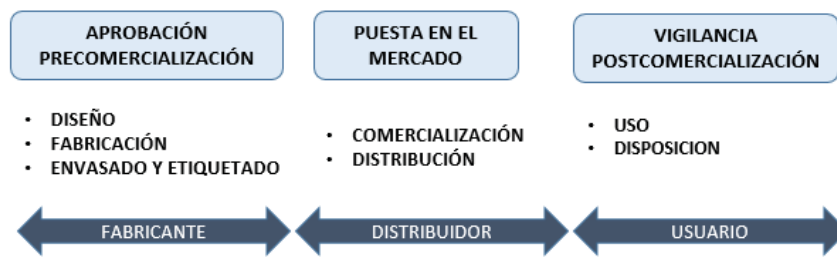 APROBACIÓN
PRECOMERCIALIZACIÓN
PUESTA EN EL
MERCADO
VIGILANCIA
POSTCOMERCIALIZACIÓN
• DISEÑO
• FABRICACIÓN
• ENVASADO Y ETIQUETADO
• COMERCIALIZACIÓN
• DISTRIBUCIÓN
• USO
• DISPOSICION
FABRICANTE
DISTRIBUIDOR
USUARIO